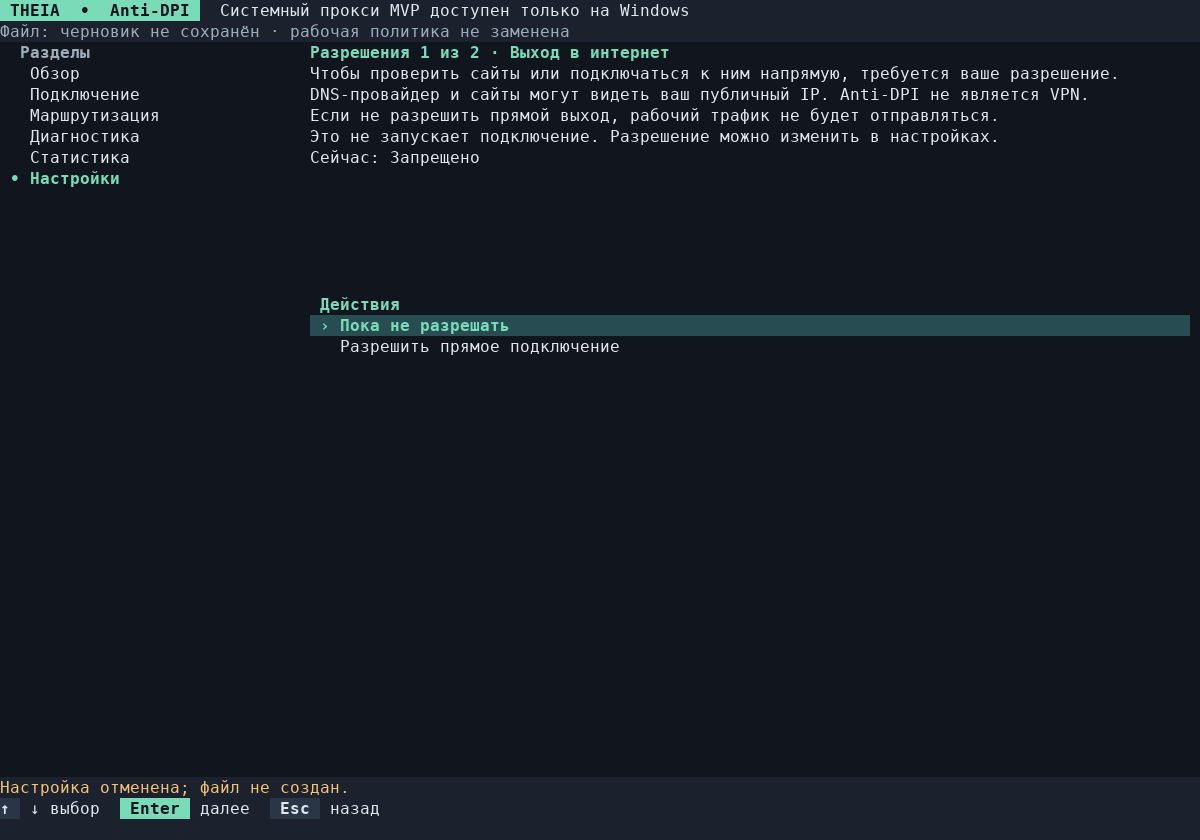 THEIA • Anti-DPI Системный прокси MVP доступен только на Windows
Файл: черновик не сохранён · рабочая политика не заменена
Разделы
Обзор
Подключение
Маршрутизация
Диагностика
Статистика
• Настройки
Разрешения 1 из 2 · Выход в интернет
Чтобы проверить сайты или подключаться к ним напрямую, требуется ваше разрешение.
DNS-провайдер и сайты могут видеть ваш публичный IP. Anti-DPI не является VPN.
Если не разрешить прямой выход, рабочий трафик не будет отправляться.
Это не запускает подключение. Разрешение можно изменить в настройках.
Сейчас: Запрещено
Действия
› Пока не разрешать
Разрешить прямое подключение
Настройка отменена; файл не создан.
↑ ↓ выбор Enter далее Esc назад